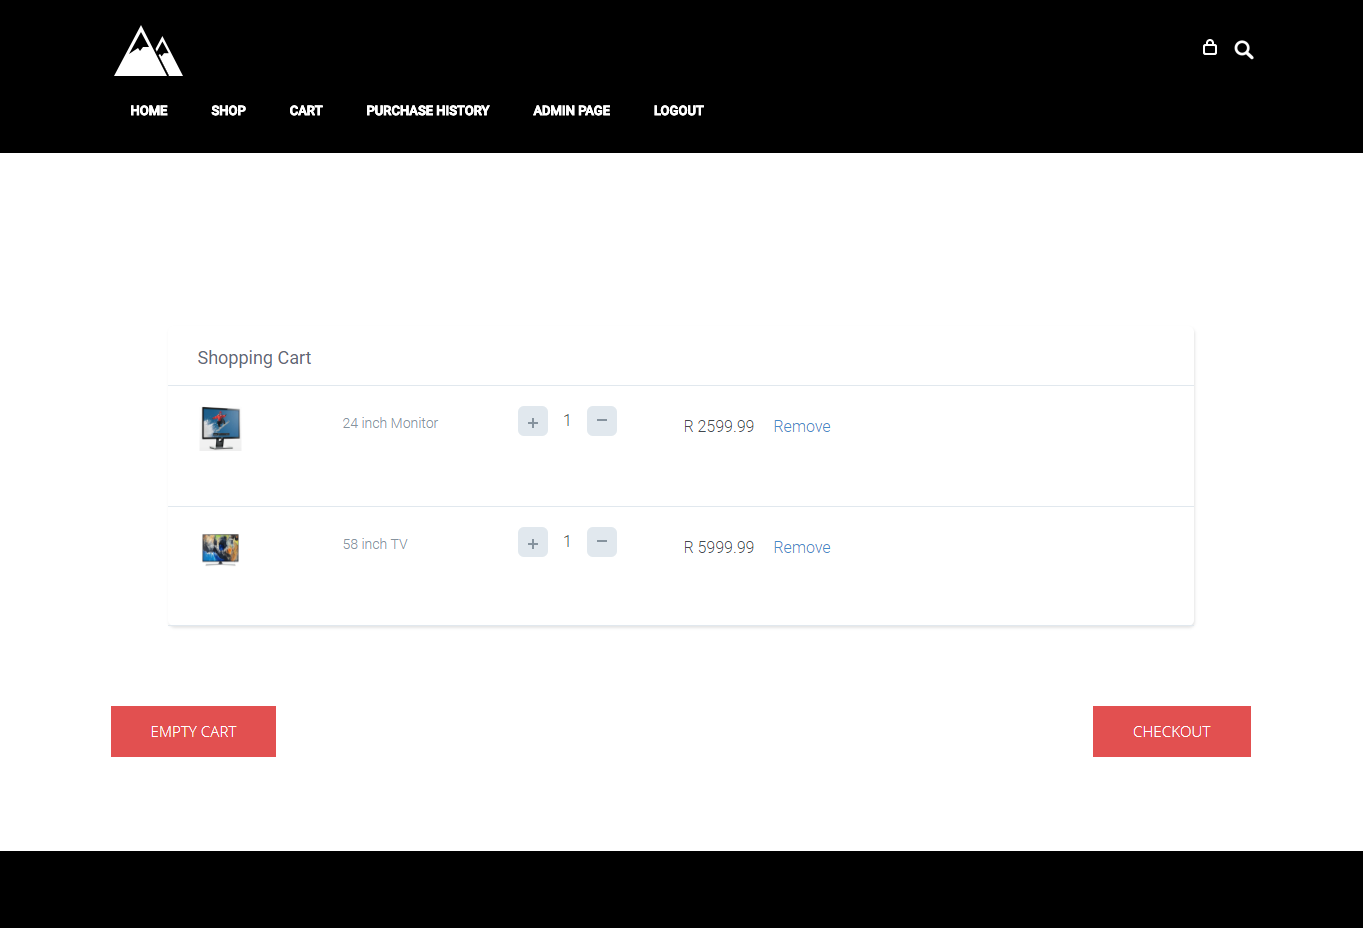 HOME SHOP CART PURCHASE HISTORY ADMIN PAGE LOGOUT
Shopping Cart
24 inch Monitor + 1 − R 2599.99 Remove
58 inch TV + 1 − R 5999.99 Remove
EMPTY CART CHECKOUT